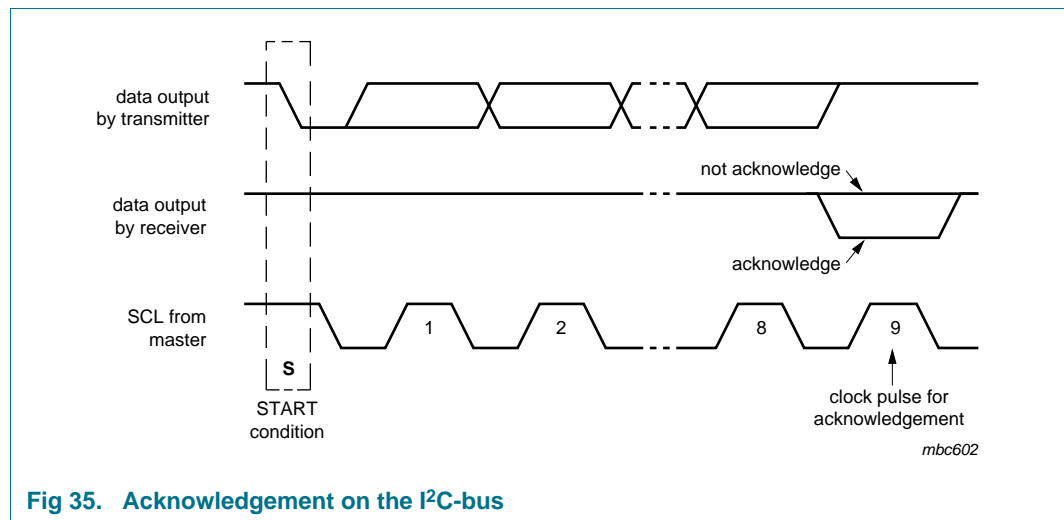 data output
by transmitter
not acknowledge
data output
by receiver
acknowledge
SCL from
master
1
2
8
9
S
START
condition
clock pulse for
acknowledgement
mbc602
Fig 35. Acknowledgement on the I²C-bus